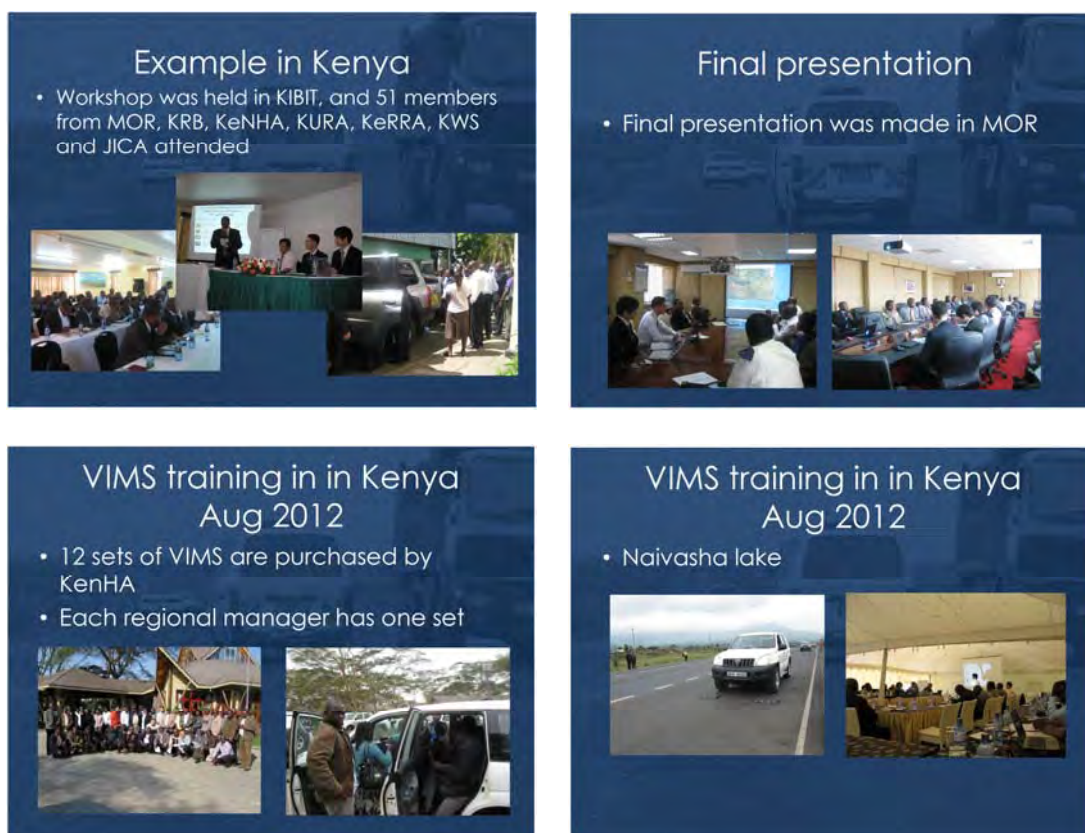 Example in Kenya
• Workshop was held in KIBIT, and 51 members
from MOR, KRB, KeNHA, KURA, KeRRA, KWS
and JICA attended
Final presentation
• Final presentation was made in MOR
VIMS training in in Kenya
Aug 2012
• 12 sets of VIMS are purchased by
KenHA
• Each regional manager has one set
VIMS training in in Kenya
Aug 2012
• Naivasha lake